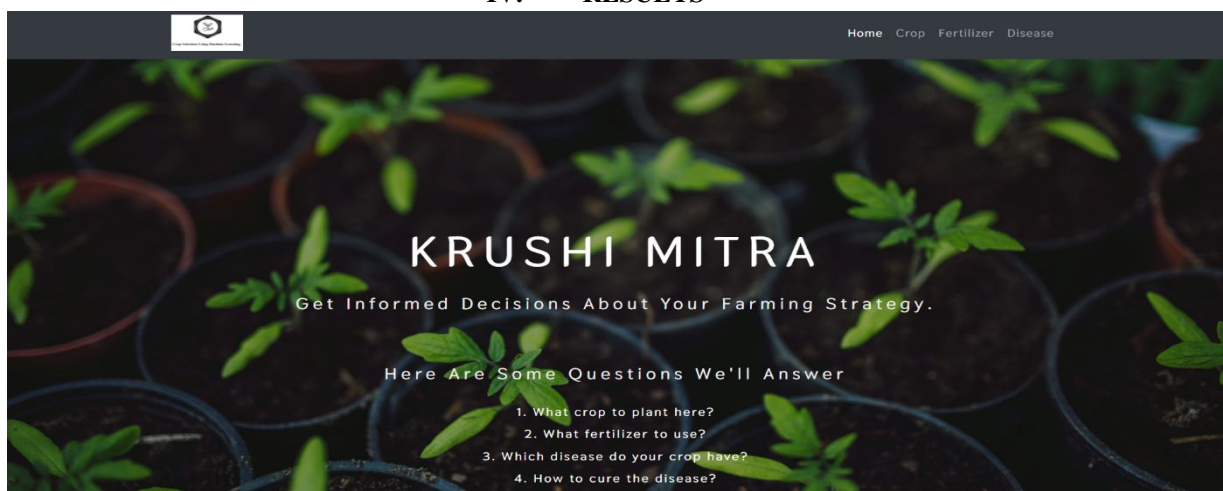 IV. RESULTS
Home Crop Fertilizer Disease
KRUSHI MITRA
Get Informed Decisions About Your Farming Strategy.
Here Are Some Questions We'll Answer
1. What crop to plant here?
2. What fertilizer to use?
3. Which disease do your crop have?
4. How to cure the disease?